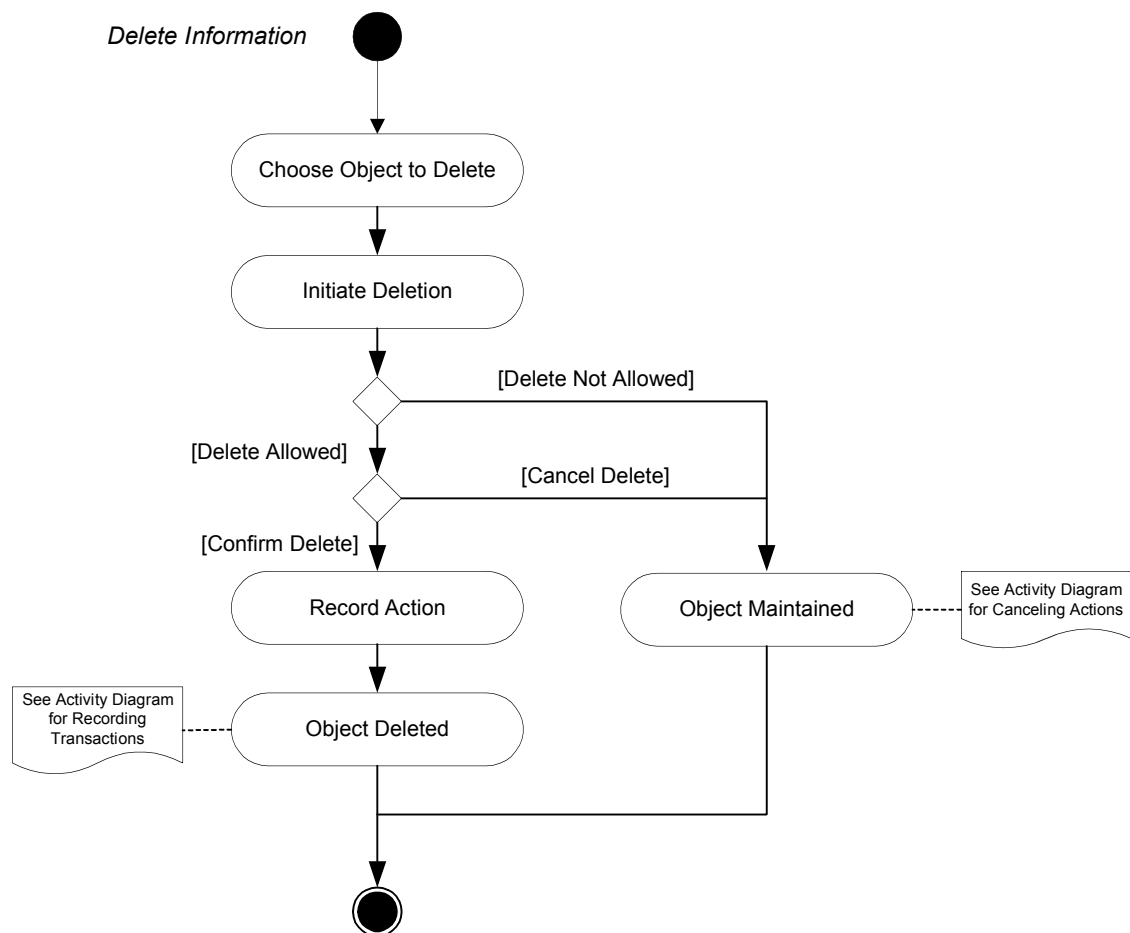 Delete Information
Choose Object to Delete
Initiate Deletion
[Delete Not Allowed]
[Delete Allowed]
[Cancel Delete]
[Confirm Delete]
Record Action
Object Maintained
See Activity Diagram
for Canceling Actions
See Activity Diagram
for Recording
Transactions
Object Deleted